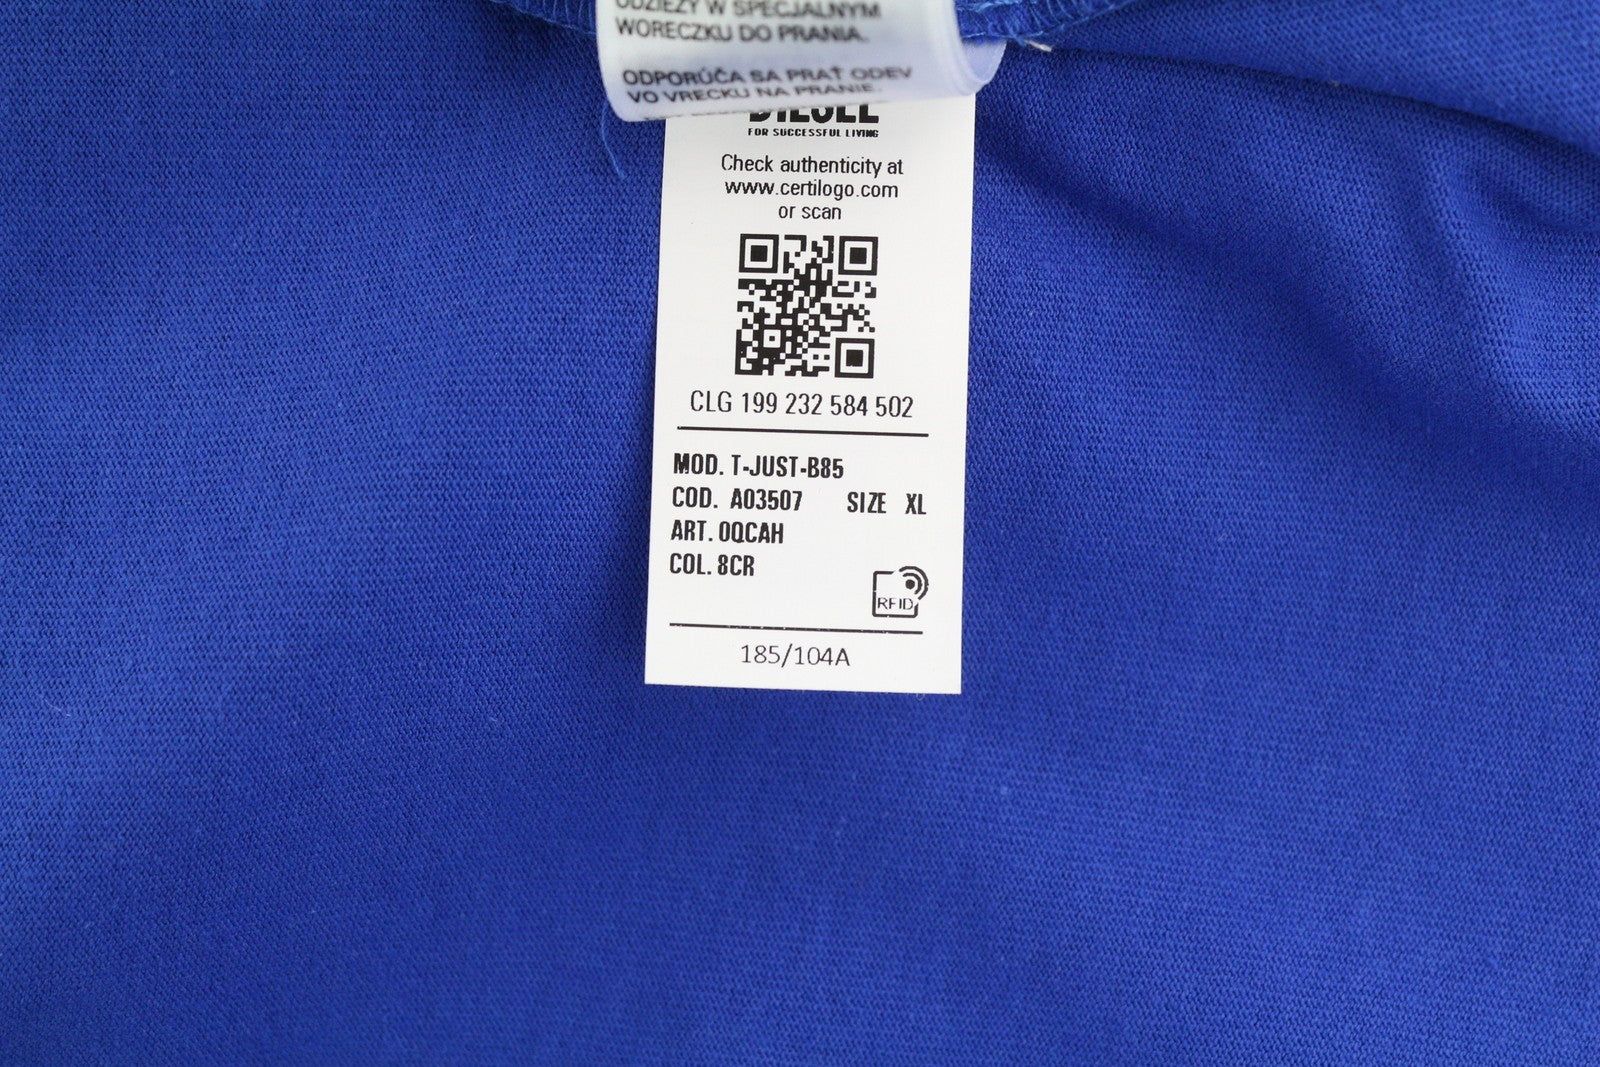 ODZIEŻY W SPECJALNYM
WORECZKU DO PRANIA.
ODPORÚČA SA PRAŤ ODEV
VO VRECKU NA PRANIE.
DIESEL
FOR SUCCESSFUL LIVING
Check authenticity at
www.certilogo.com
or scan
CLG 199 232 584 502
MOD. T-JUST-B85
COD. A03507 SIZE XL
ART. 0QCAH
COL. 8CR
RFID
185/104A